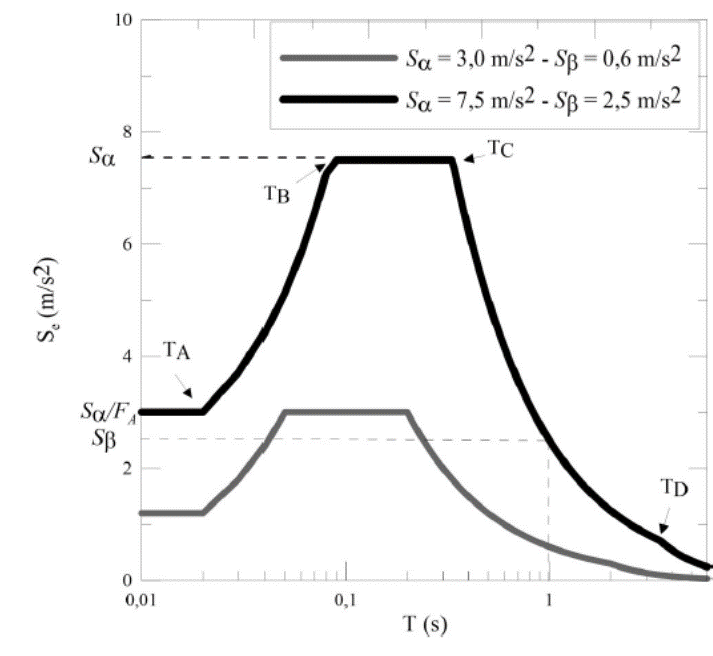 10
Sα = 3,0 m/s2 - Sβ = 0,6 m/s2
Sα = 7,5 m/s2 - Sβ = 2,5 m/s2
8
Sα
TC
TB
6
Se (m/s2)
4
TA
Sα/FA
Sβ
2
TD
0
0,01
0,1
1
T (s)